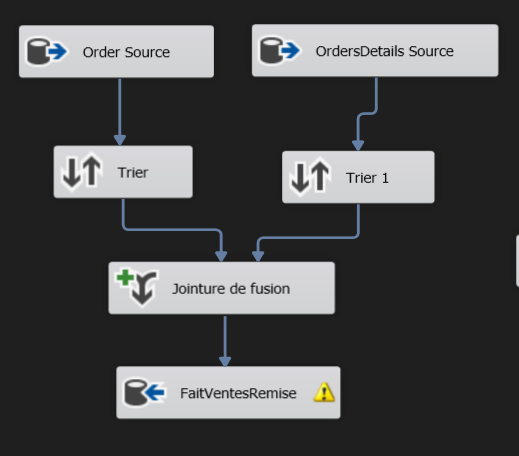 Order Source
OrdersDetails Source
Trier
Trier 1
Jointure de fusion
FaitVentesRemise